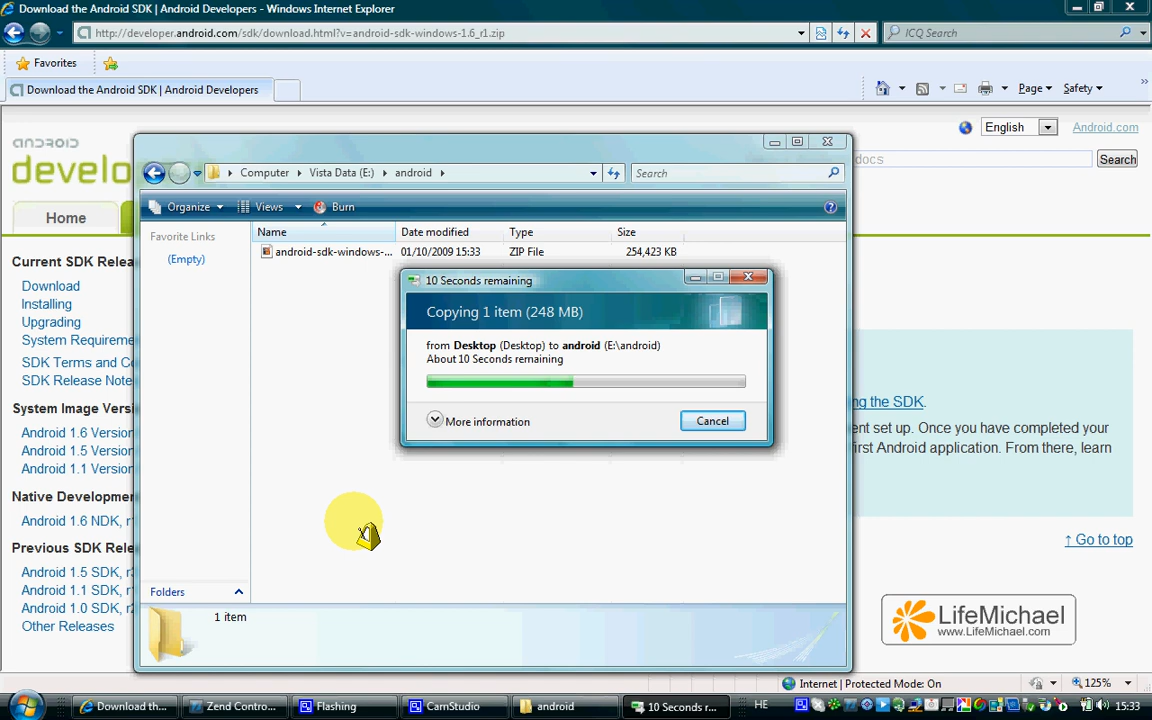 Download the Android SDK | Android Developers - Windows Internet Explorer
http://developer.android.com/sdk/download.html?v=android-sdk-windows-1.6_r1.zip
ICQ Search
Favorites
Download the Android SDK | Android Developers
Page
Safety
English
Android.com
android
develo
docs
Search
Home
Computer
Vista Data (E:)
android
Search
Organize
Views
Burn
Favorite Links
(Empty)
Folders
Name
Date modified
Type
Size
android-sdk-windows-...
01/10/2009 15:33
ZIP File
254,423 KB
1 item
10 Seconds remaining
Copying 1 item (248 MB)
from Desktop (Desktop) to android (E:\android)
About 10 Seconds remaining
More information
Cancel
Current SDK Relea
Download
Installing
Upgrading
System Requireme
SDK Terms and Co
SDK Release Note
System Image Versi
Android 1.6 Version
Android 1.5 Version
Android 1.1 Version
Native Developmen
Android 1.6 NDK, r
Previous SDK Rele
Android 1.5 SDK, r
Android 1.1 SDK, r
Android 1.0 SDK, r
Other Releases
ng the SDK.
ent set up. Once you have completed your
irst Android application. From there, learn
↑ Go to top
LifeMichael
www.LifeMichael.com
Internet | Protected Mode: On
125%
Download th...
Zend Contro...
Flashing
CamStudio
android
10 Seconds r...
HE
15:33